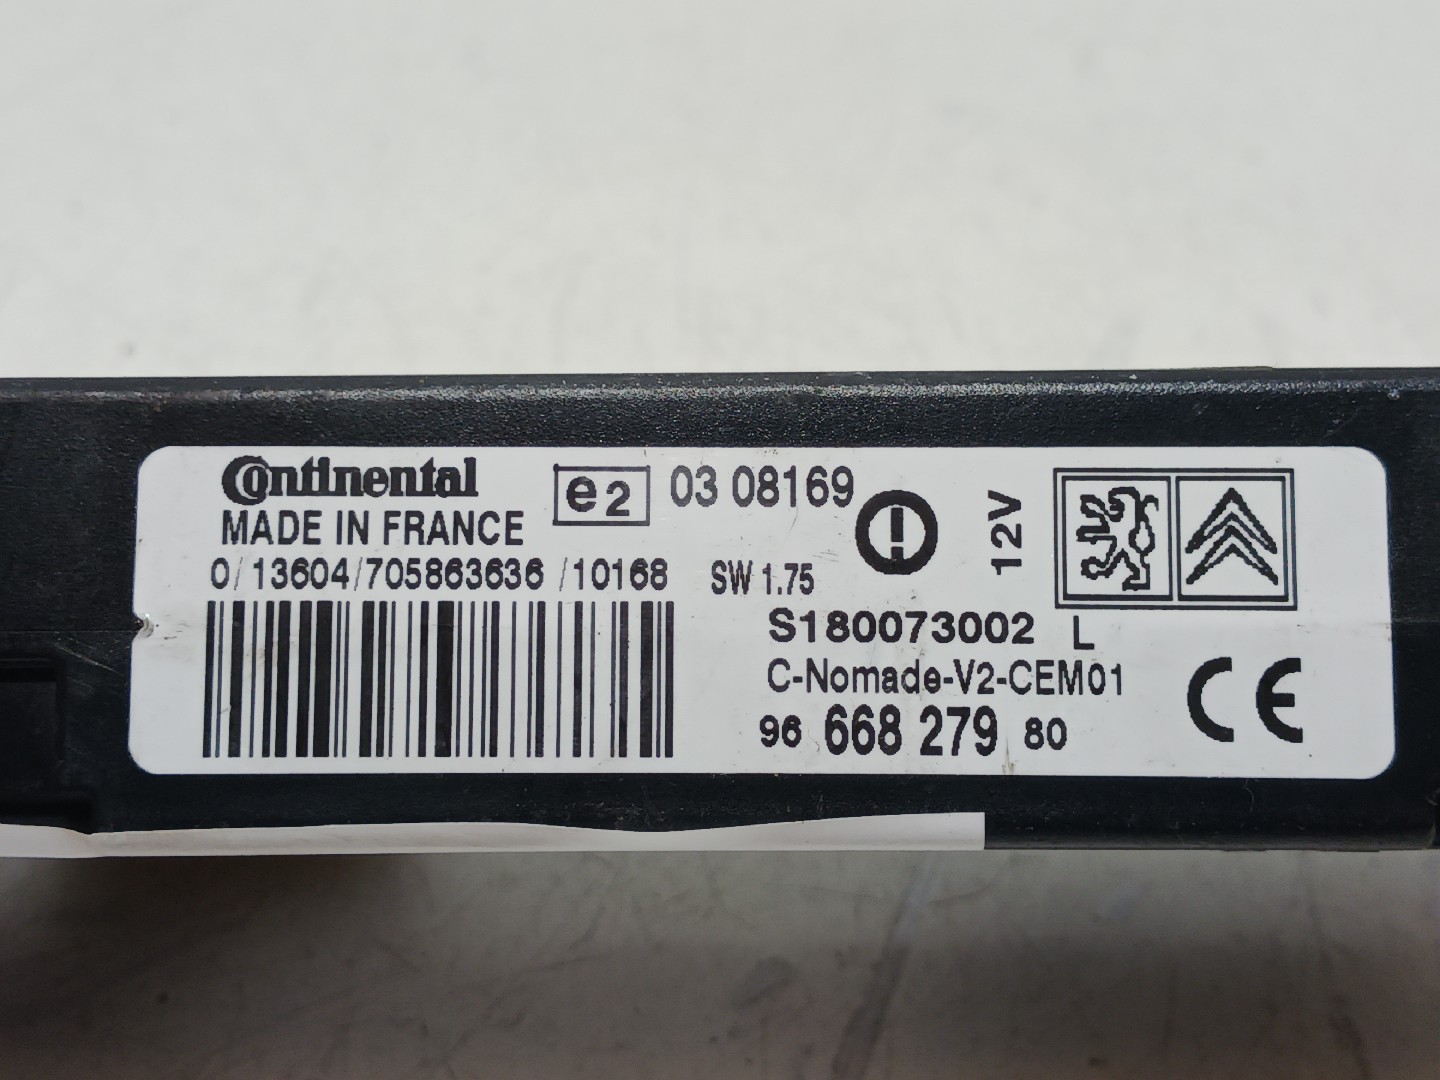 Continental e2 03 08169
MADE IN FRANCE
12V
0/13604/705863636/10168 SW 1.75
S180073002 L
C-Nomade-V2-CEM01
96 668 279 80
CE